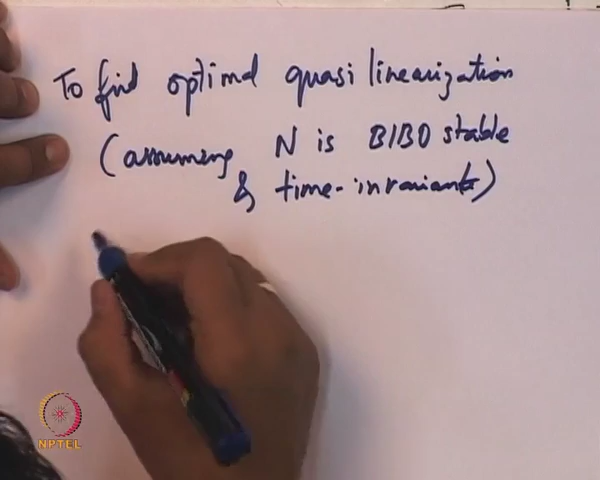 To find optimal quasi linearization
(assuming N is BIBO stable
& time-invariant)
NPTEL